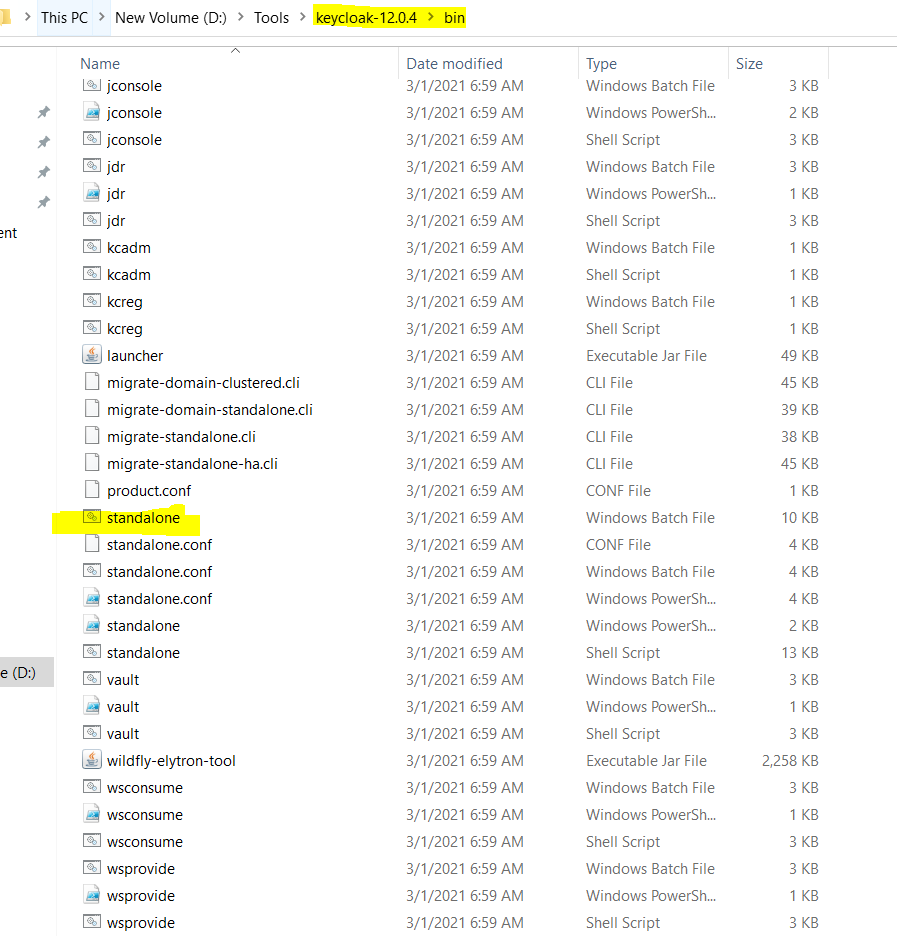 This PC > New Volume (D:) > Tools > keycloak-12.0.4 > bin
Name Date modified Type Size
jconsole 3/1/2021 6:59 AM Windows Batch File 3 KB
jconsole 3/1/2021 6:59 AM Windows PowerSh... 2 KB
jconsole 3/1/2021 6:59 AM Shell Script 3 KB
jdr 3/1/2021 6:59 AM Windows Batch File 3 KB
jdr 3/1/2021 6:59 AM Windows PowerSh... 1 KB
jdr 3/1/2021 6:59 AM Shell Script 3 KB
ent
kcadm 3/1/2021 6:59 AM Windows Batch File 1 KB
kcadm 3/1/2021 6:59 AM Shell Script 1 KB
kcreg 3/1/2021 6:59 AM Windows Batch File 1 KB
kcreg 3/1/2021 6:59 AM Shell Script 1 KB
launcher 3/1/2021 6:59 AM Executable Jar File 49 KB
migrate-domain-clustered.cli 3/1/2021 6:59 AM CLI File 45 KB
migrate-domain-standalone.cli 3/1/2021 6:59 AM CLI File 39 KB
migrate-standalone.cli 3/1/2021 6:59 AM CLI File 38 KB
migrate-standalone-ha.cli 3/1/2021 6:59 AM CLI File 45 KB
product.conf 3/1/2021 6:59 AM CONF File 1 KB
standalone 3/1/2021 6:59 AM Windows Batch File 10 KB
standalone.conf 3/1/2021 6:59 AM CONF File 4 KB
standalone.conf 3/1/2021 6:59 AM Windows Batch File 4 KB
standalone.conf 3/1/2021 6:59 AM Windows PowerSh... 4 KB
standalone 3/1/2021 6:59 AM Windows PowerSh... 2 KB
standalone 3/1/2021 6:59 AM Shell Script 13 KB
e (D:)
vault 3/1/2021 6:59 AM Windows Batch File 3 KB
vault 3/1/2021 6:59 AM Windows PowerSh... 1 KB
vault 3/1/2021 6:59 AM Shell Script 3 KB
wildfly-elytron-tool 3/1/2021 6:59 AM Executable Jar File 2,258 KB
wsconsume 3/1/2021 6:59 AM Windows Batch File 3 KB
wsconsume 3/1/2021 6:59 AM Windows PowerSh... 1 KB
wsconsume 3/1/2021 6:59 AM Shell Script 3 KB
wsprovide 3/1/2021 6:59 AM Windows Batch File 3 KB
wsprovide 3/1/2021 6:59 AM Windows PowerSh... 1 KB
wsprovide 3/1/2021 6:59 AM Shell Script 3 KB